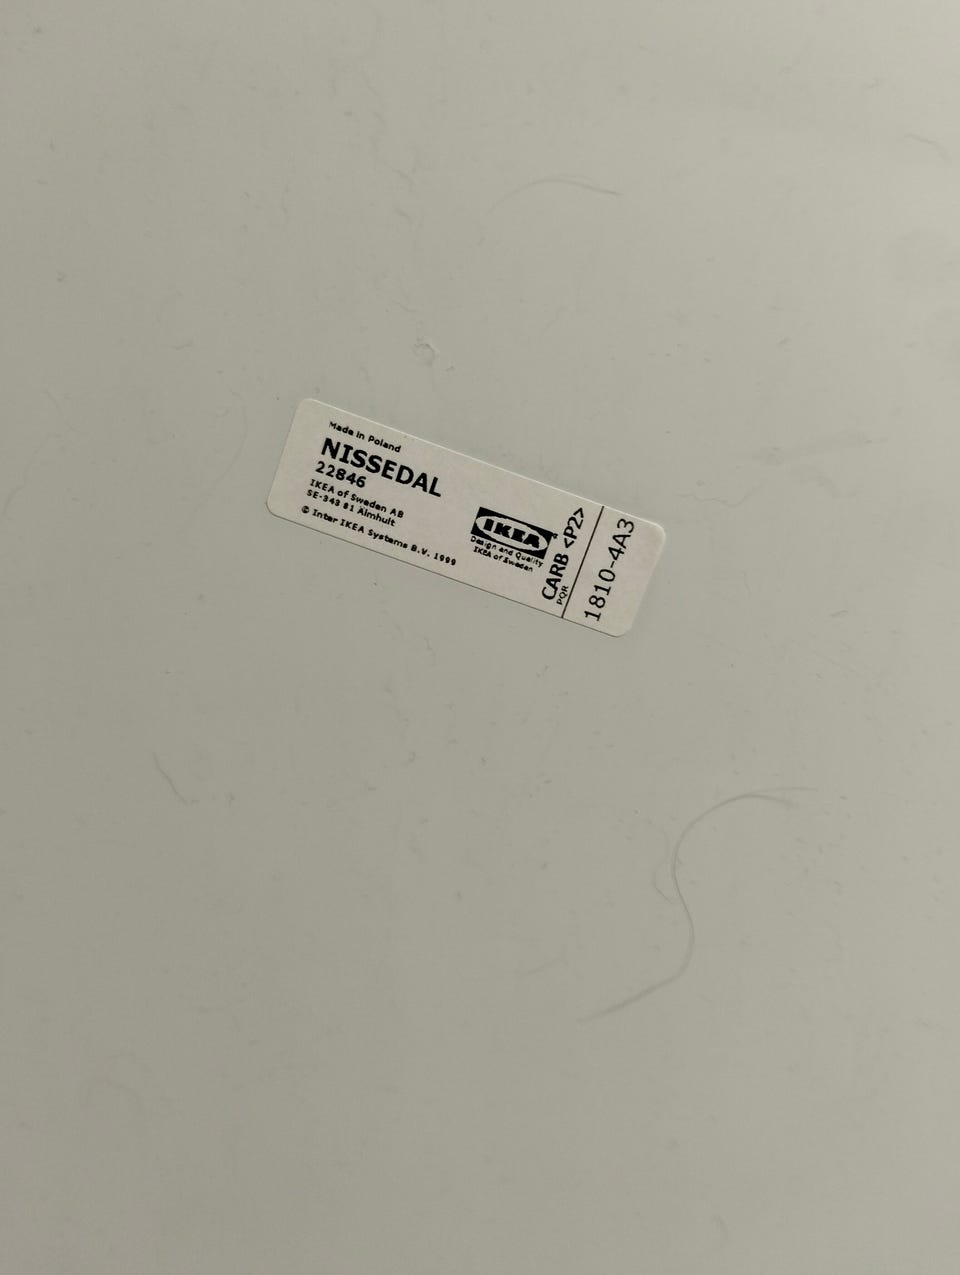 Made in Poland
NISSEDAL
22846
IKEA of Sweden AB
SE-343 81 Älmhult
© Inter IKEA Systems B.V. 1999
IKEA
Design and Quality
IKEA of Sweden
CARB <P2>
PQR
1810-4A3